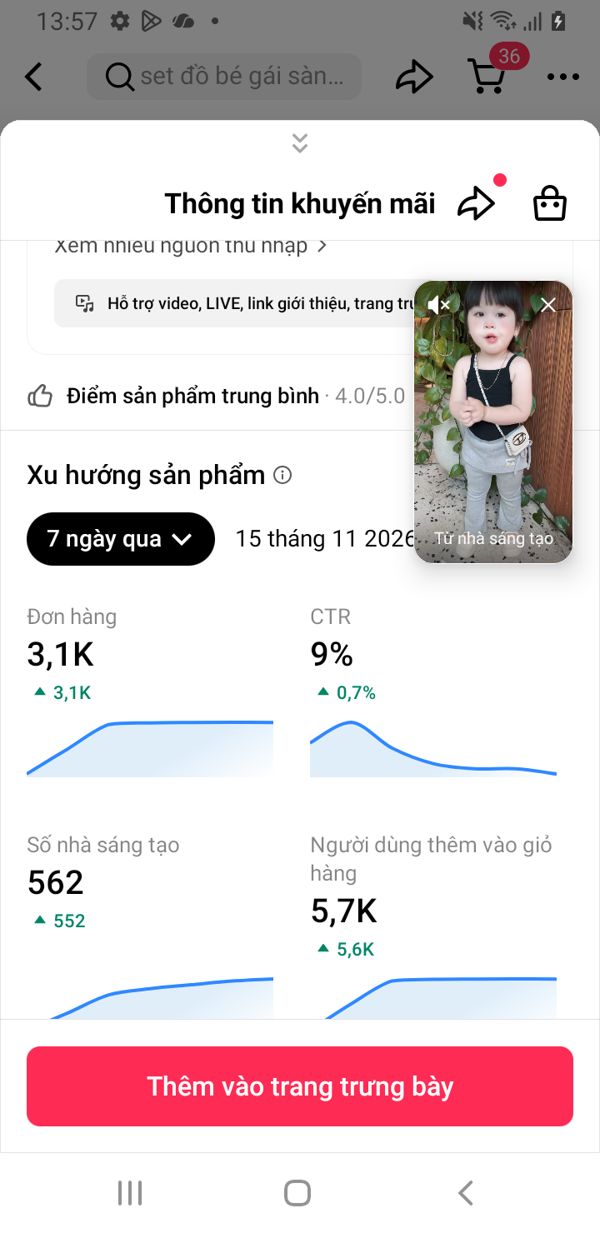 13:57
set đồ bé gái sàn...
36
Thông tin khuyến mãi
Xem nhiều nguồn thu nhập >
Hỗ trợ video, LIVE, link giới thiệu, trang trư
Điểm sản phẩm trung bình · 4.0/5.0
Xu hướng sản phẩm
7 ngày qua
15 tháng 11 2026
Từ nhà sáng tạo
Đơn hàng
3,1K
▲ 3,1K
CTR
9%
▲ 0,7%
Số nhà sáng tạo
562
▲ 552
Người dùng thêm vào giỏ
hàng
5,7K
▲ 5,6K
Thêm vào trang trưng bày